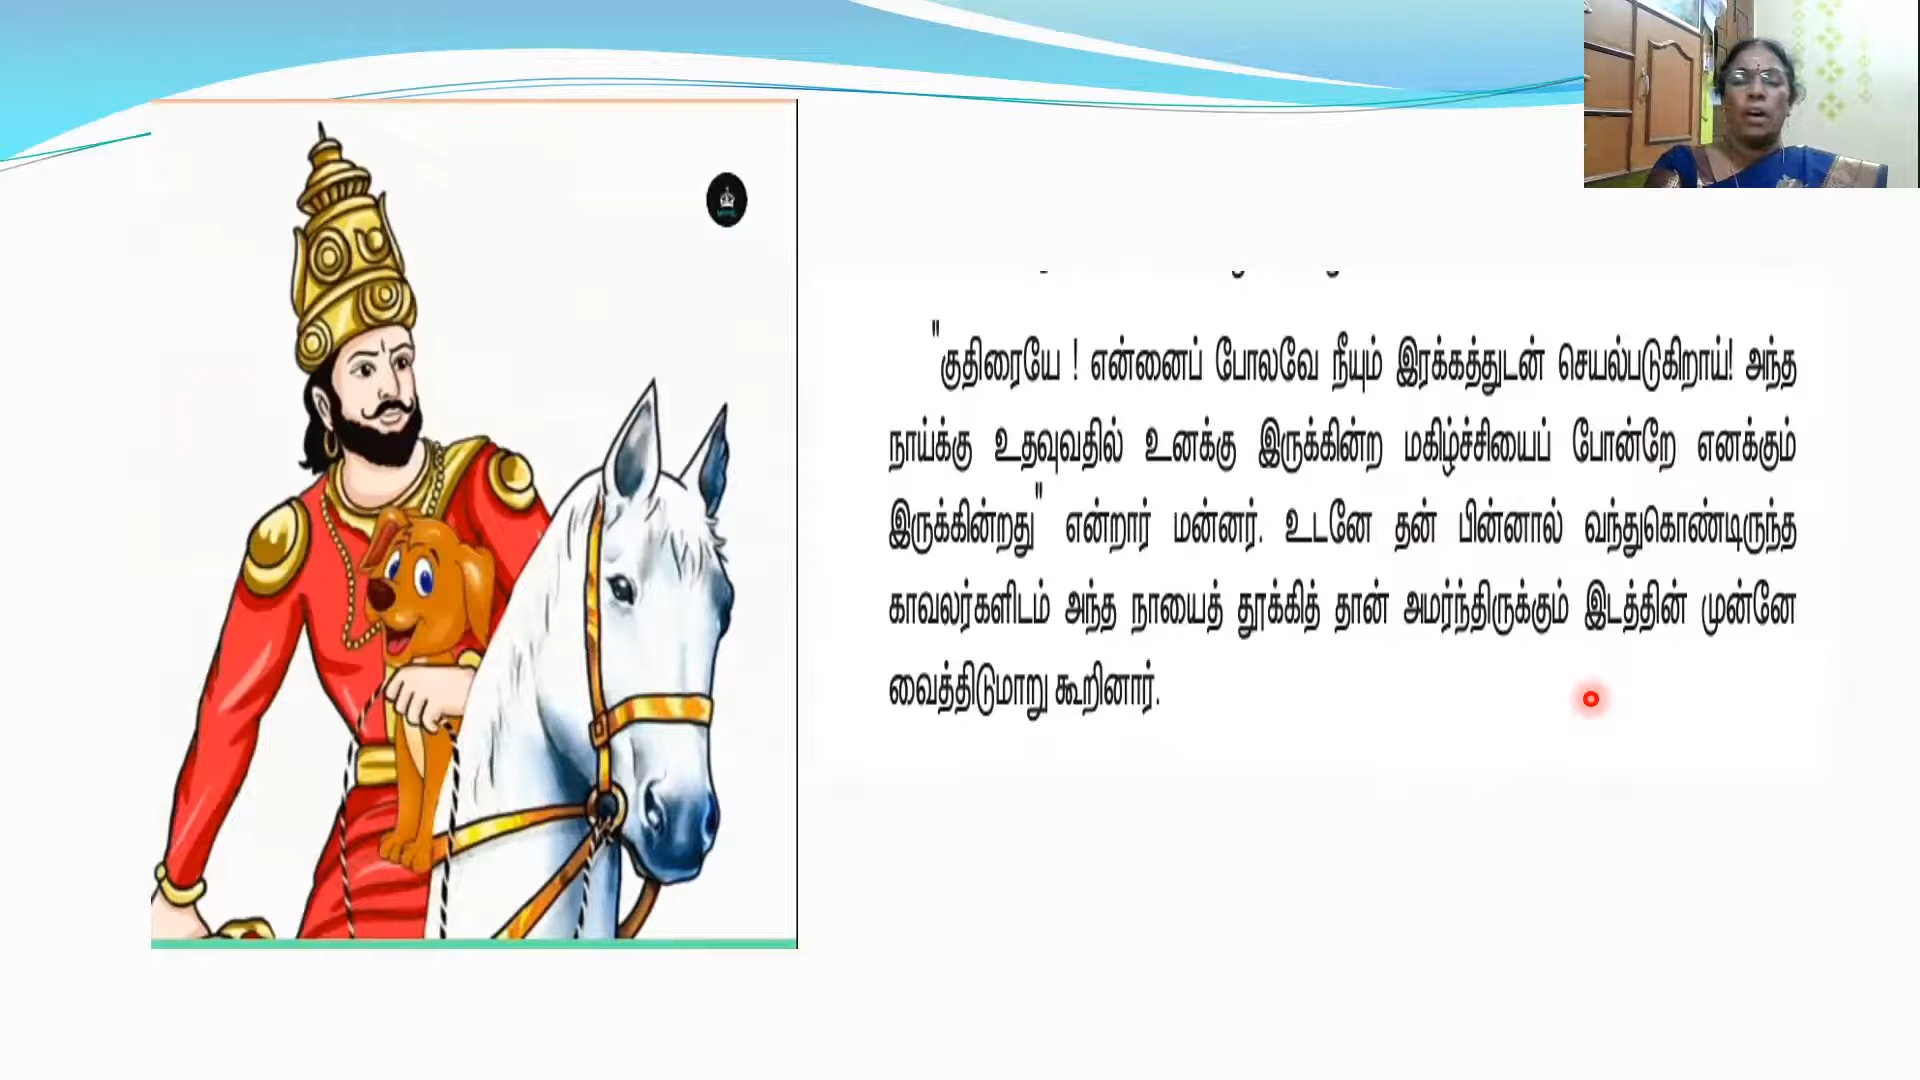 "குதிரையே ! என்னைப் போலவே நீயும் இரக்கத்துடன் செயல்படுகிறாய்! அந்த
நாய்க்கு உதவுவதில் உனக்கு இருக்கின்ற மகிழ்ச்சியைப் போன்றே எனக்கும்
இருக்கின்றது" என்றார் மன்னர். உடனே தன் பின்னால் வந்துகொண்டிருந்த
காவலர்களிடம் அந்த நாயைத் தூக்கித் தான் அமர்ந்திருக்கும் இடத்தின் முன்னே
வைத்திடுமாறு கூறினார்.